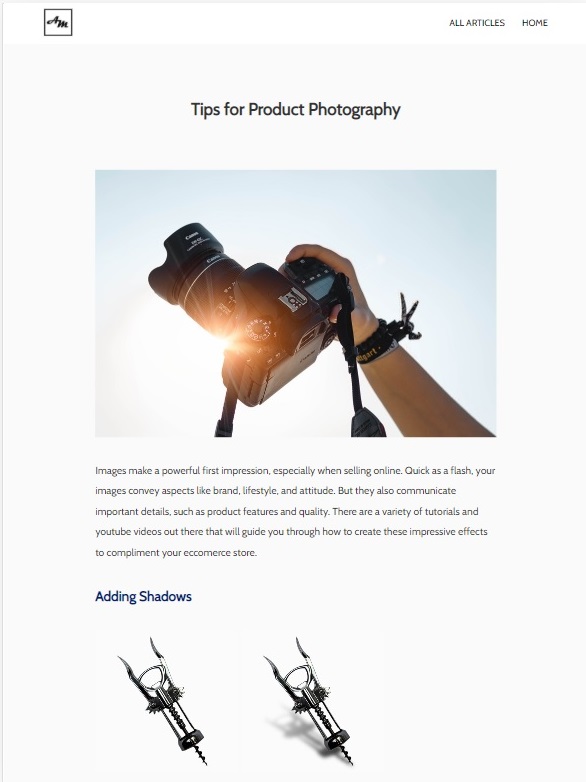 AM
ALL ARTICLES HOME
Tips for Product Photography
Canon
Canon
Images make a powerful first impression, especially when selling online. Quick as a flash, your
images convey aspects like brand, lifestyle, and attitude. But they also communicate
important details, such as product features and quality. There are a variety of tutorials and
youtube videos out there that will guide you through how to create these impressive effects
to compliment your eccomerce store.
Adding Shadows